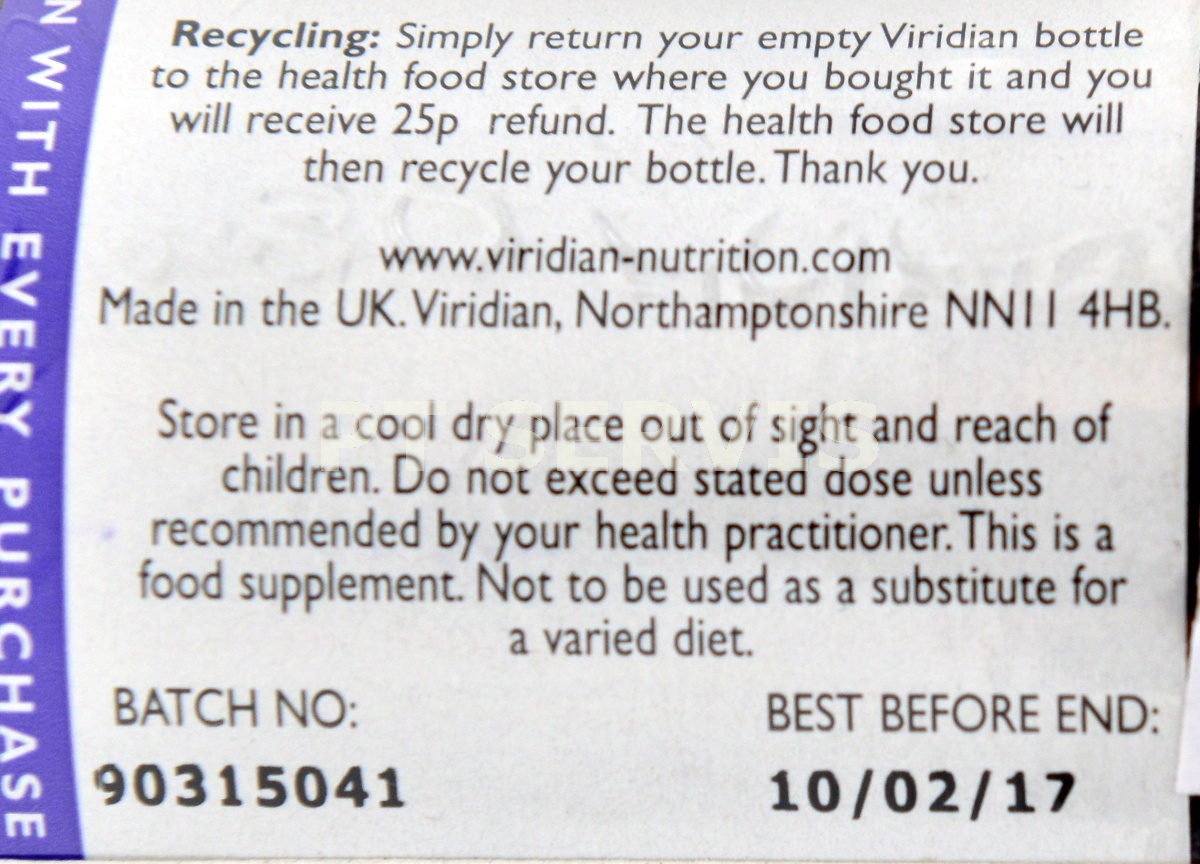 Recycling: Simply return your empty Viridian bottle
to the health food store where you bought it and you
will receive 25p refund. The health food store will
then recycle your bottle. Thank you.
www.viridian-nutrition.com
Made in the UK. Viridian, Northamptonshire NN11 4HB.
Store in a cool dry place out of sight and reach of
children. Do not exceed stated dose unless
recommended by your health practitioner. This is a
food supplement. Not to be used as a substitute for
a varied diet.
BATCH NO:
90315041
BEST BEFORE END:
10/02/17
WITH EVERY PURCHASE
PT SERVIS